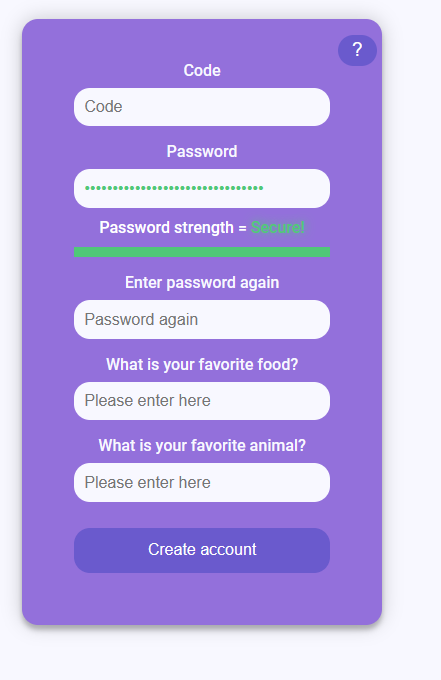 ?
Code
Code
Password
••••••••••••••••••••••••••••••••
Password strength = Secure!
Enter password again
Password again
What is your favorite food?
Please enter here
What is your favorite animal?
Please enter here
Create account